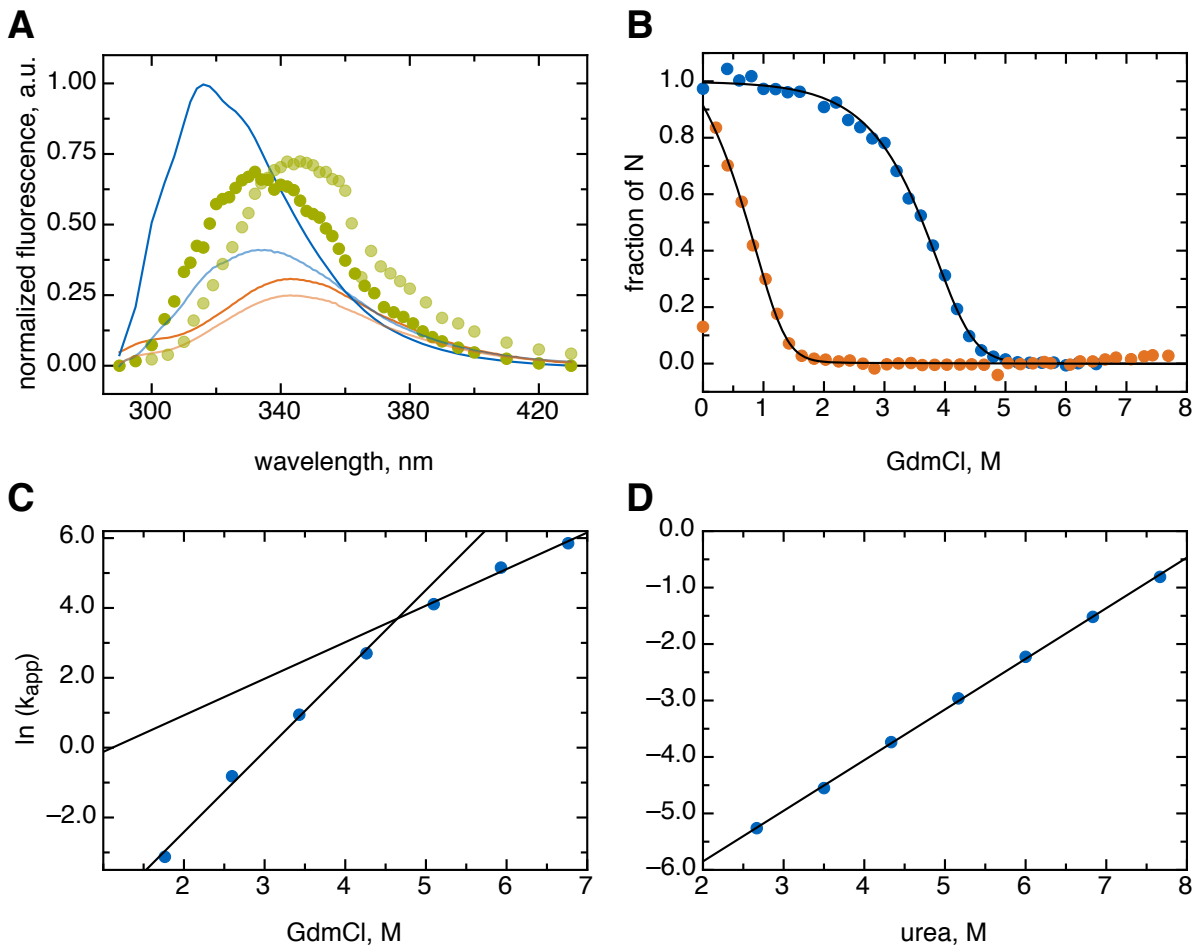 A
normalized fluorescence, a.u.
1.00
0.75
0.50
0.25
0.00
300 340 380 420
wavelength, nm
B
fraction of N
1.0
0.8
0.6
0.4
0.2
0.0
0 1 2 3 4 5 6 7 8
GdmCl, M
C
ln (kapp)
6.0
4.0
2.0
0.0
−2.0
2 3 4 5 6 7
GdmCl, M
D
0.0
−1.0
−2.0
−3.0
−4.0
−5.0
−6.0
2 3 4 5 6 7 8
urea, M